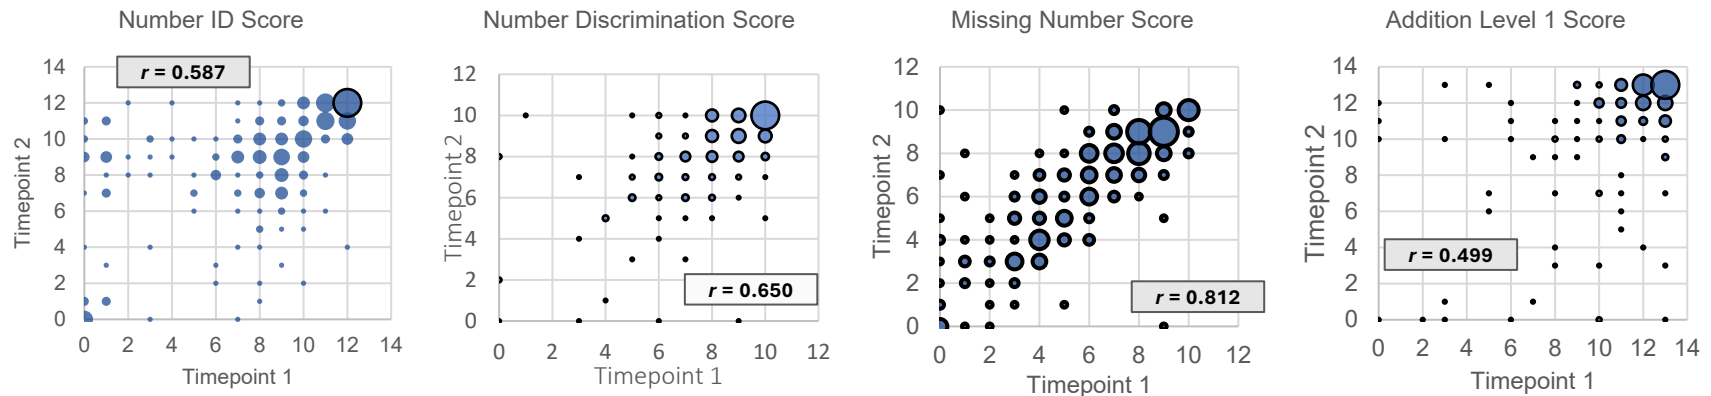 Number ID Score
14
12
10
8
6
4
2
0
r = 0.587
Timepoint 2
0 2 4 6 8 10 12 14
Timepoint 1
Number Discrimination Score
12
10
8
6
4
2
0
Timepoint 2
r = 0.650
0 2 4 6 8 10 12
Timepoint 1
Missing Number Score
12
10
8
6
4
2
0
Timepoint 2
r = 0.812
0 2 4 6 8 10 12
Timepoint 1
Addition Level 1 Score
14
12
10
8
6
4
2
0
Timepoint 2
r = 0.499
0 2 4 6 8 10 12 14
Timepoint 1